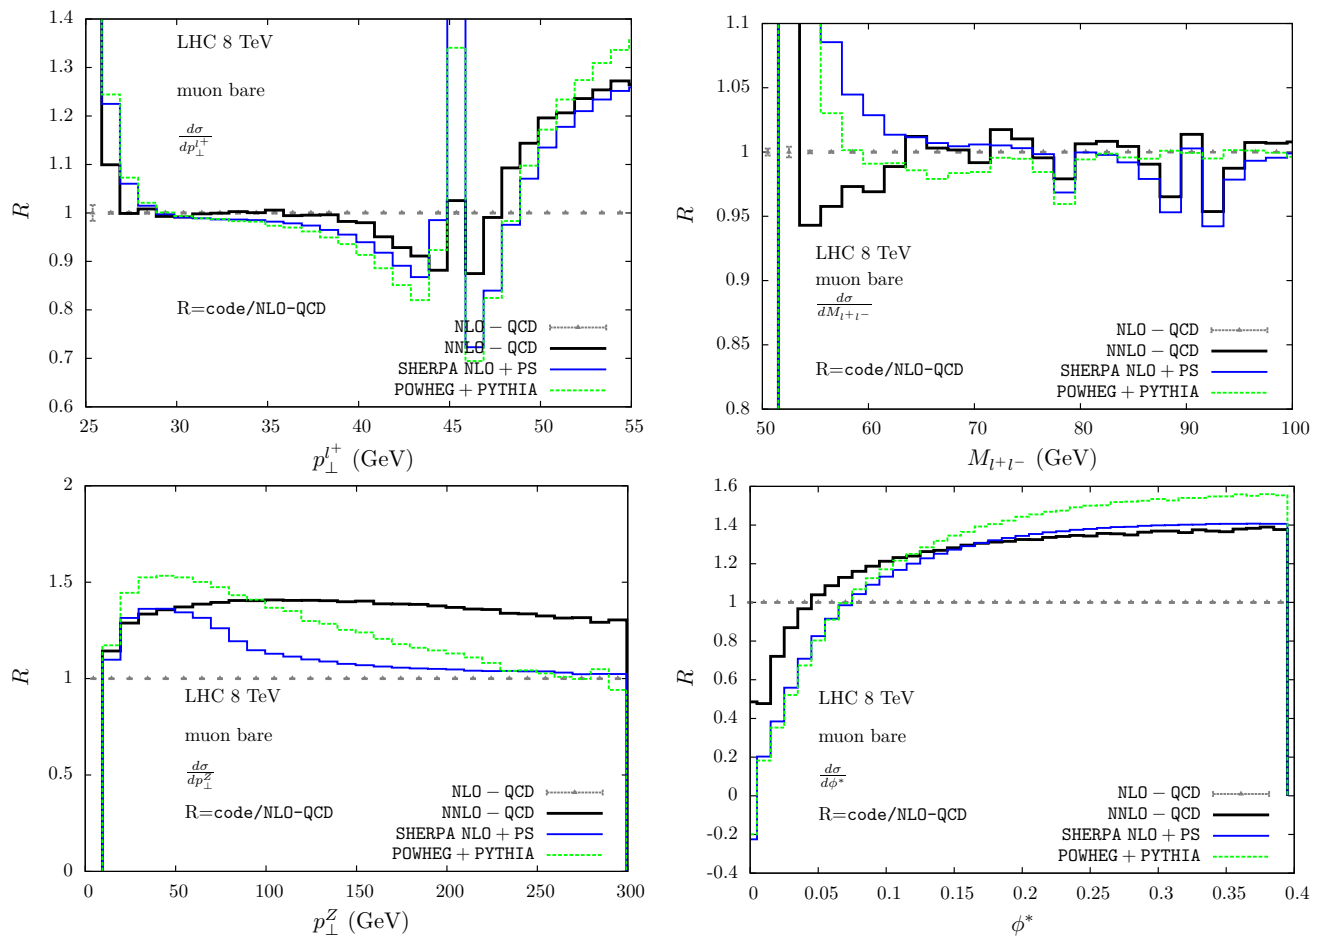 1.4
1.3
1.2
1.1
1
0.9
0.8
0.7
0.6
R
LHC 8 TeV
muon bare
dσ
dp⊥^{l+}
R=code/NLO-QCD
NLO − QCD
NNLO − QCD
SHERPA NLO + PS
POWHEG + PYTHIA
25 30 35 40 45 50 55
p⊥^{l+} (GeV)
1.1
1.05
1
0.95
0.9
0.85
0.8
R
LHC 8 TeV
muon bare
dσ
dM_{l+l−}
R=code/NLO-QCD
NLO − QCD
NNLO − QCD
SHERPA NLO + PS
POWHEG + PYTHIA
50 60 70 80 90 100
M_{l+l−} (GeV)
2
1.5
1
0.5
0
R
LHC 8 TeV
muon bare
dσ
dp⊥^Z
R=code/NLO-QCD
NLO − QCD
NNLO − QCD
SHERPA NLO + PS
POWHEG + PYTHIA
0 50 100 150 200 250 300
p⊥^Z (GeV)
1.6
1.4
1.2
1
0.8
0.6
0.4
0.2
0
-0.2
-0.4
R
LHC 8 TeV
muon bare
dσ
dϕ*
R=code/NLO-QCD
NLO − QCD
NNLO − QCD
SHERPA NLO + PS
POWHEG + PYTHIA
0 0.05 0.1 0.15 0.2 0.25 0.3 0.35 0.4
ϕ*